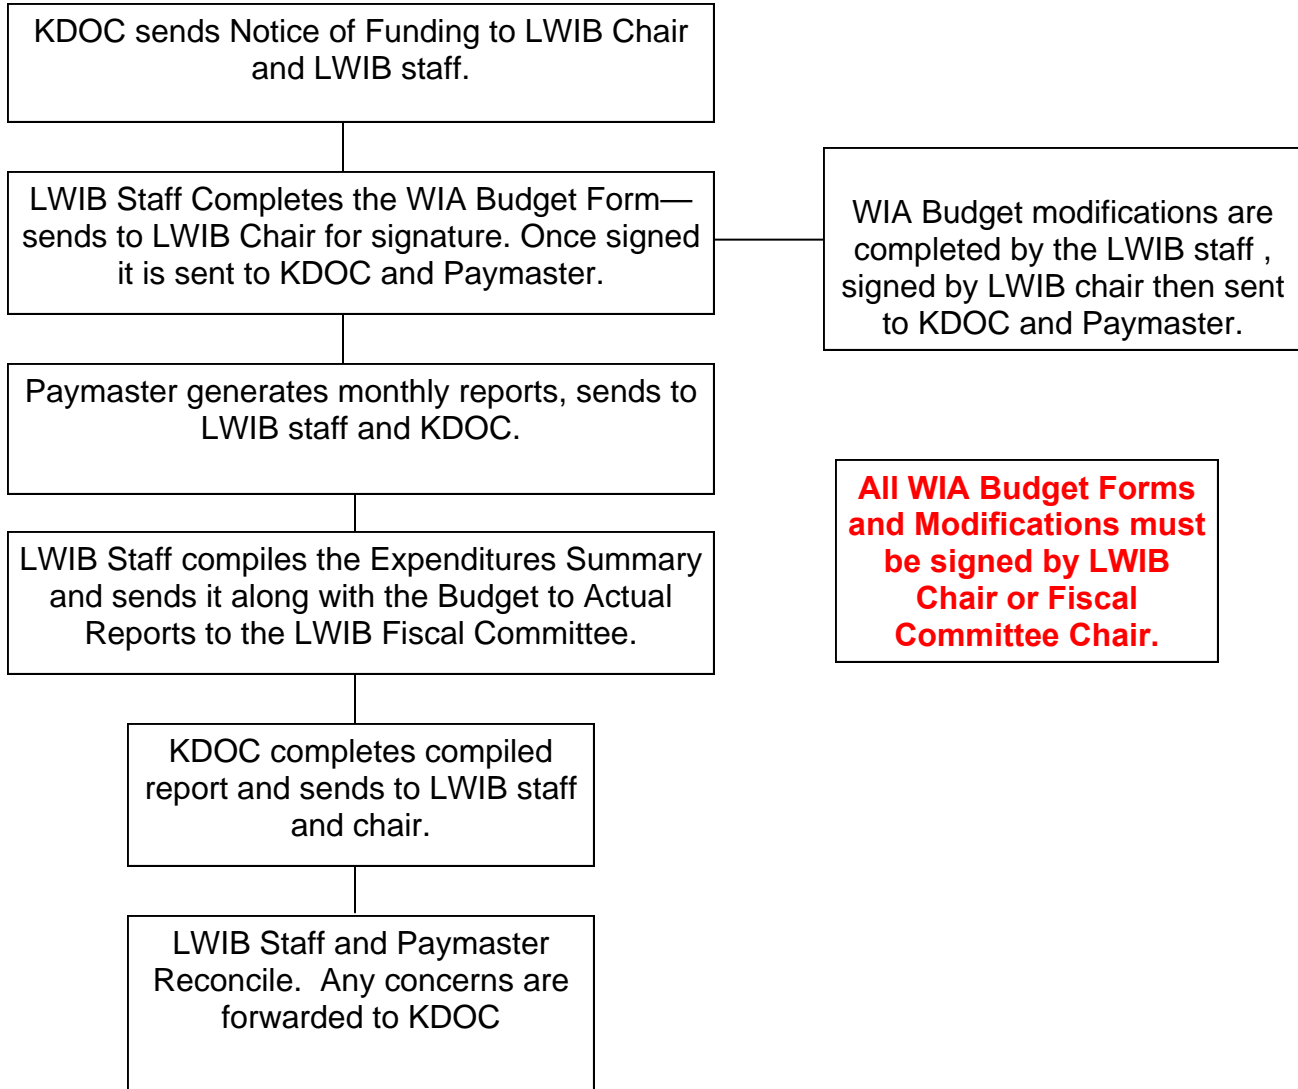 KDOC sends Notice of Funding to LWIB Chair
and LWIB staff.
LWIB Staff Completes the WIA Budget Form—
sends to LWIB Chair for signature. Once signed
it is sent to KDOC and Paymaster.
WIA Budget modifications are
completed by the LWIB staff ,
signed by LWIB chair then sent
to KDOC and Paymaster.
Paymaster generates monthly reports, sends to
LWIB staff and KDOC.
All WIA Budget Forms
and Modifications must
be signed by LWIB
Chair or Fiscal
Committee Chair.
LWIB Staff compiles the Expenditures Summary
and sends it along with the Budget to Actual
Reports to the LWIB Fiscal Committee.
KDOC completes compiled
report and sends to LWIB staff
and chair.
LWIB Staff and Paymaster
Reconcile.  Any concerns are
forwarded to KDOC